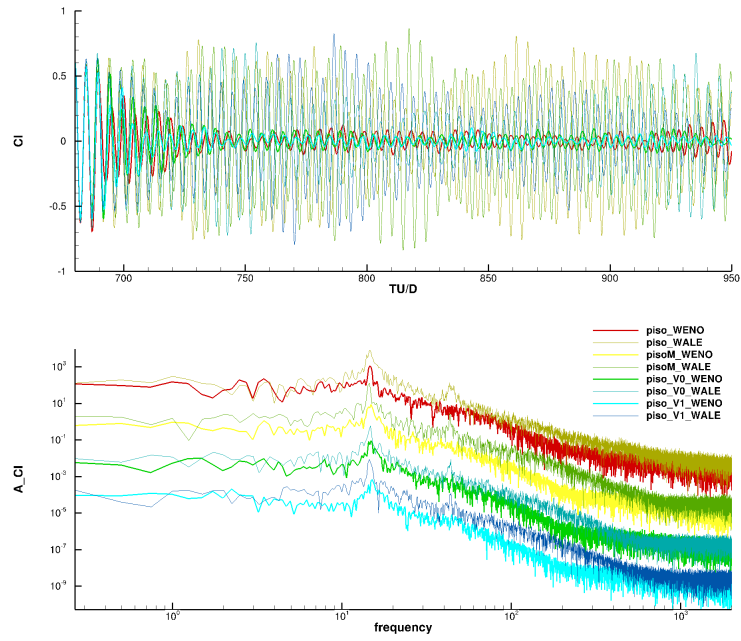 1
0.5
0
-0.5
-1
Cl
700 750 800 850 900 950
TU/D
piso_WENO
piso_WALE
pisoM_WENO
pisoM_WALE
piso_V0_WENO
piso_V0_WALE
piso_V1_WENO
piso_V1_WALE
10³
10¹
10⁻¹
10⁻³
10⁻⁵
10⁻⁷
10⁻⁹
A_Cl
10⁰ 10¹ 10² 10³
frequency